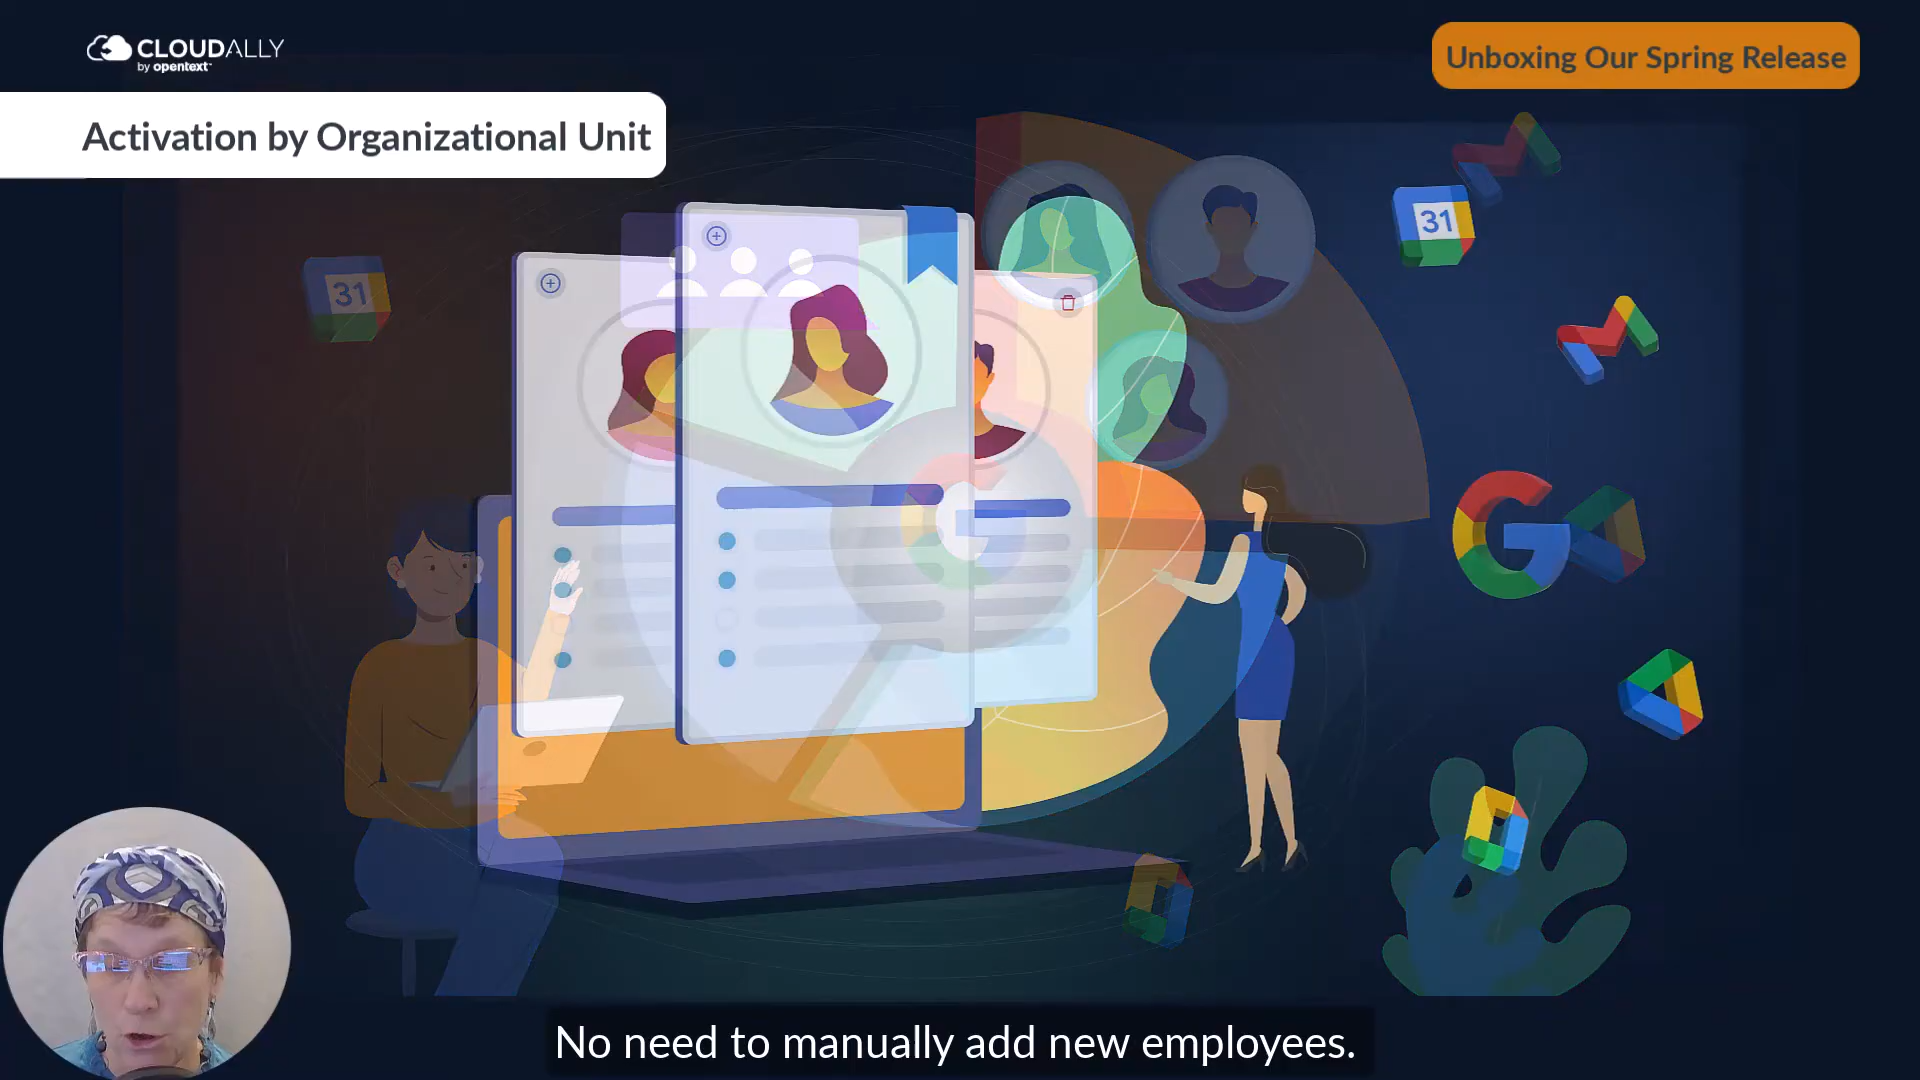 CLOUDALLY
by opentext™
Unboxing Our Spring Release
Activation by Organizational Unit
31
31
No need to manually add new employees.